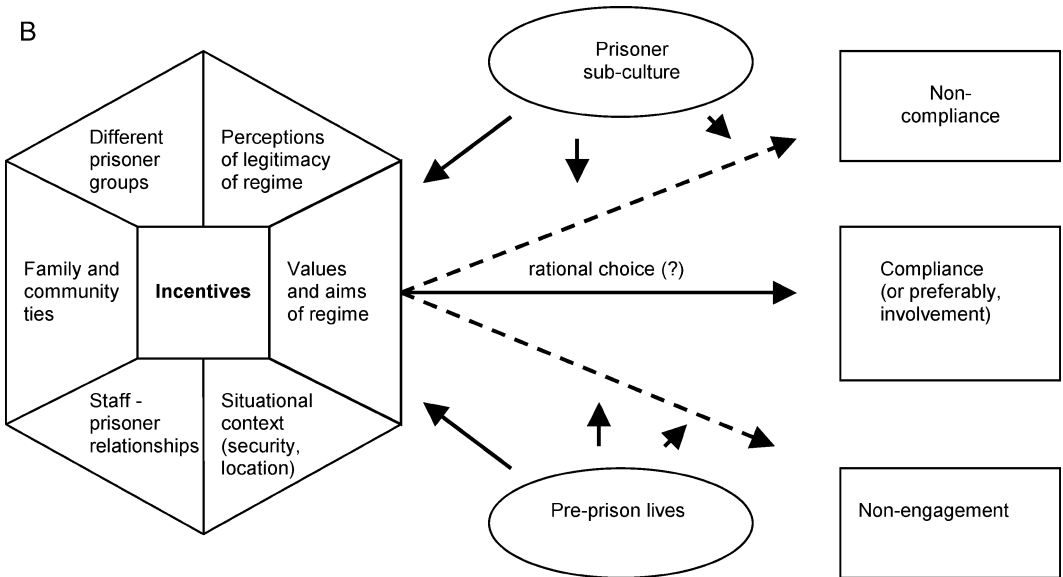 B
Different
prisoner
groups
Perceptions
of legitimacy
of regime
Family and
community
ties
Incentives
Values
and aims
of regime
Staff -
prisoner
relationships
Situational
context
(security,
location)
Prisoner
sub-culture
rational choice (?)
Pre-prison lives
Non-
compliance
Compliance
(or preferably,
involvement)
Non-engagement